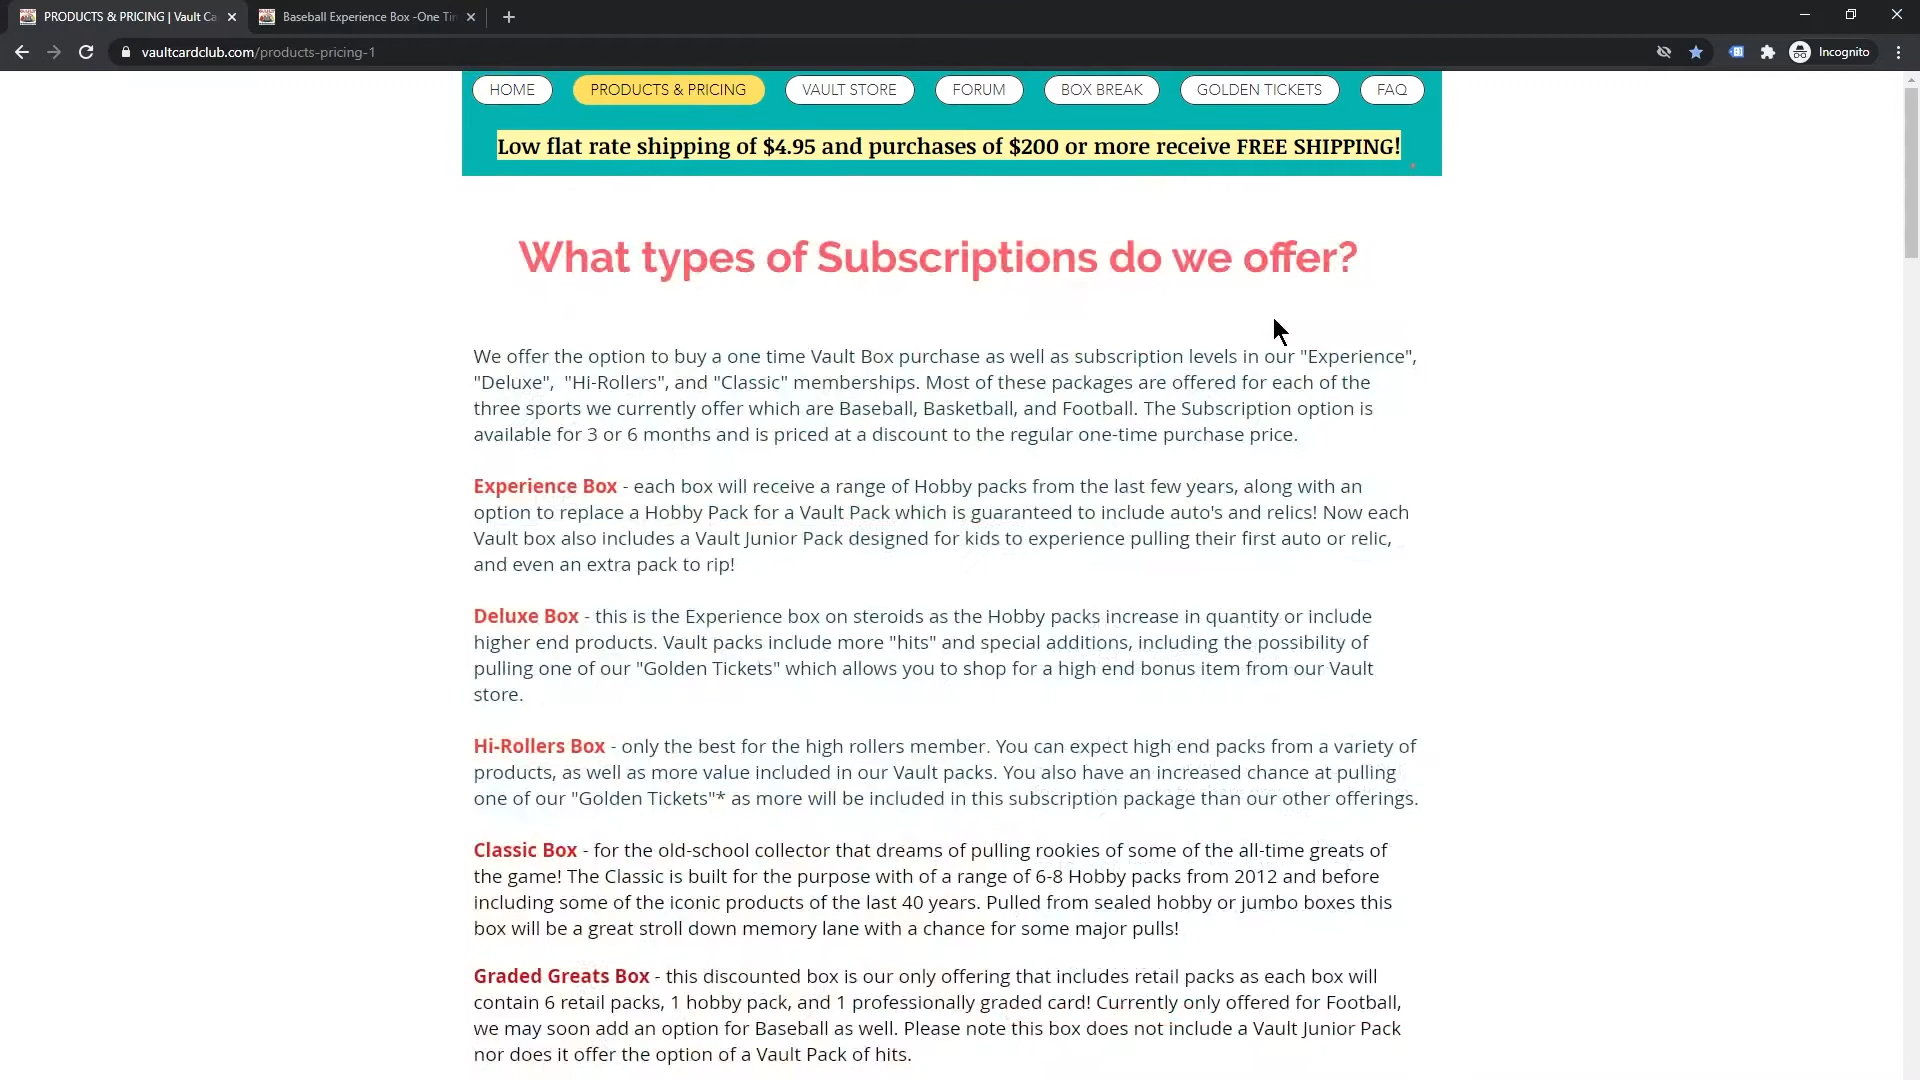 PRODUCTS & PRICING | Vault Ca
Baseball Experience Box -One Tim
vaultcardclub.com/products-pricing-1
Incognito
HOME
PRODUCTS & PRICING
VAULT STORE
FORUM
BOX BREAK
GOLDEN TICKETS
FAQ
Low flat rate shipping of $4.95 and purchases of $200 or more receive FREE SHIPPING!
What types of Subscriptions do we offer?
We offer the option to buy a one time Vault Box purchase as well as subscription levels in our "Experience",
"Deluxe",  "Hi-Rollers", and "Classic" memberships. Most of these packages are offered for each of the
three sports we currently offer which are Baseball, Basketball, and Football. The Subscription option is
available for 3 or 6 months and is priced at a discount to the regular one-time purchase price.
Experience Box - each box will receive a range of Hobby packs from the last few years, along with an
option to replace a Hobby Pack for a Vault Pack which is guaranteed to include auto's and relics! Now each
Vault box also includes a Vault Junior Pack designed for kids to experience pulling their first auto or relic,
and even an extra pack to rip!
Deluxe Box - this is the Experience box on steroids as the Hobby packs increase in quantity or include
higher end products. Vault packs include more "hits" and special additions, including the possibility of
pulling one of our "Golden Tickets" which allows you to shop for a high end bonus item from our Vault
store.
Hi-Rollers Box - only the best for the high rollers member. You can expect high end packs from a variety of
products, as well as more value included in our Vault packs. You also have an increased chance at pulling
one of our "Golden Tickets"* as more will be included in this subscription package than our other offerings.
Classic Box - for the old-school collector that dreams of pulling rookies of some of the all-time greats of
the game! The Classic is built for the purpose with of a range of 6-8 Hobby packs from 2012 and before
including some of the iconic products of the last 40 years. Pulled from sealed hobby or jumbo boxes this
box will be a great stroll down memory lane with a chance for some major pulls!
Graded Greats Box - this discounted box is our only offering that includes retail packs as each box will
contain 6 retail packs, 1 hobby pack, and 1 professionally graded card! Currently only offered for Football,
we may soon add an option for Baseball as well. Please note this box does not include a Vault Junior Pack
nor does it offer the option of a Vault Pack of hits.